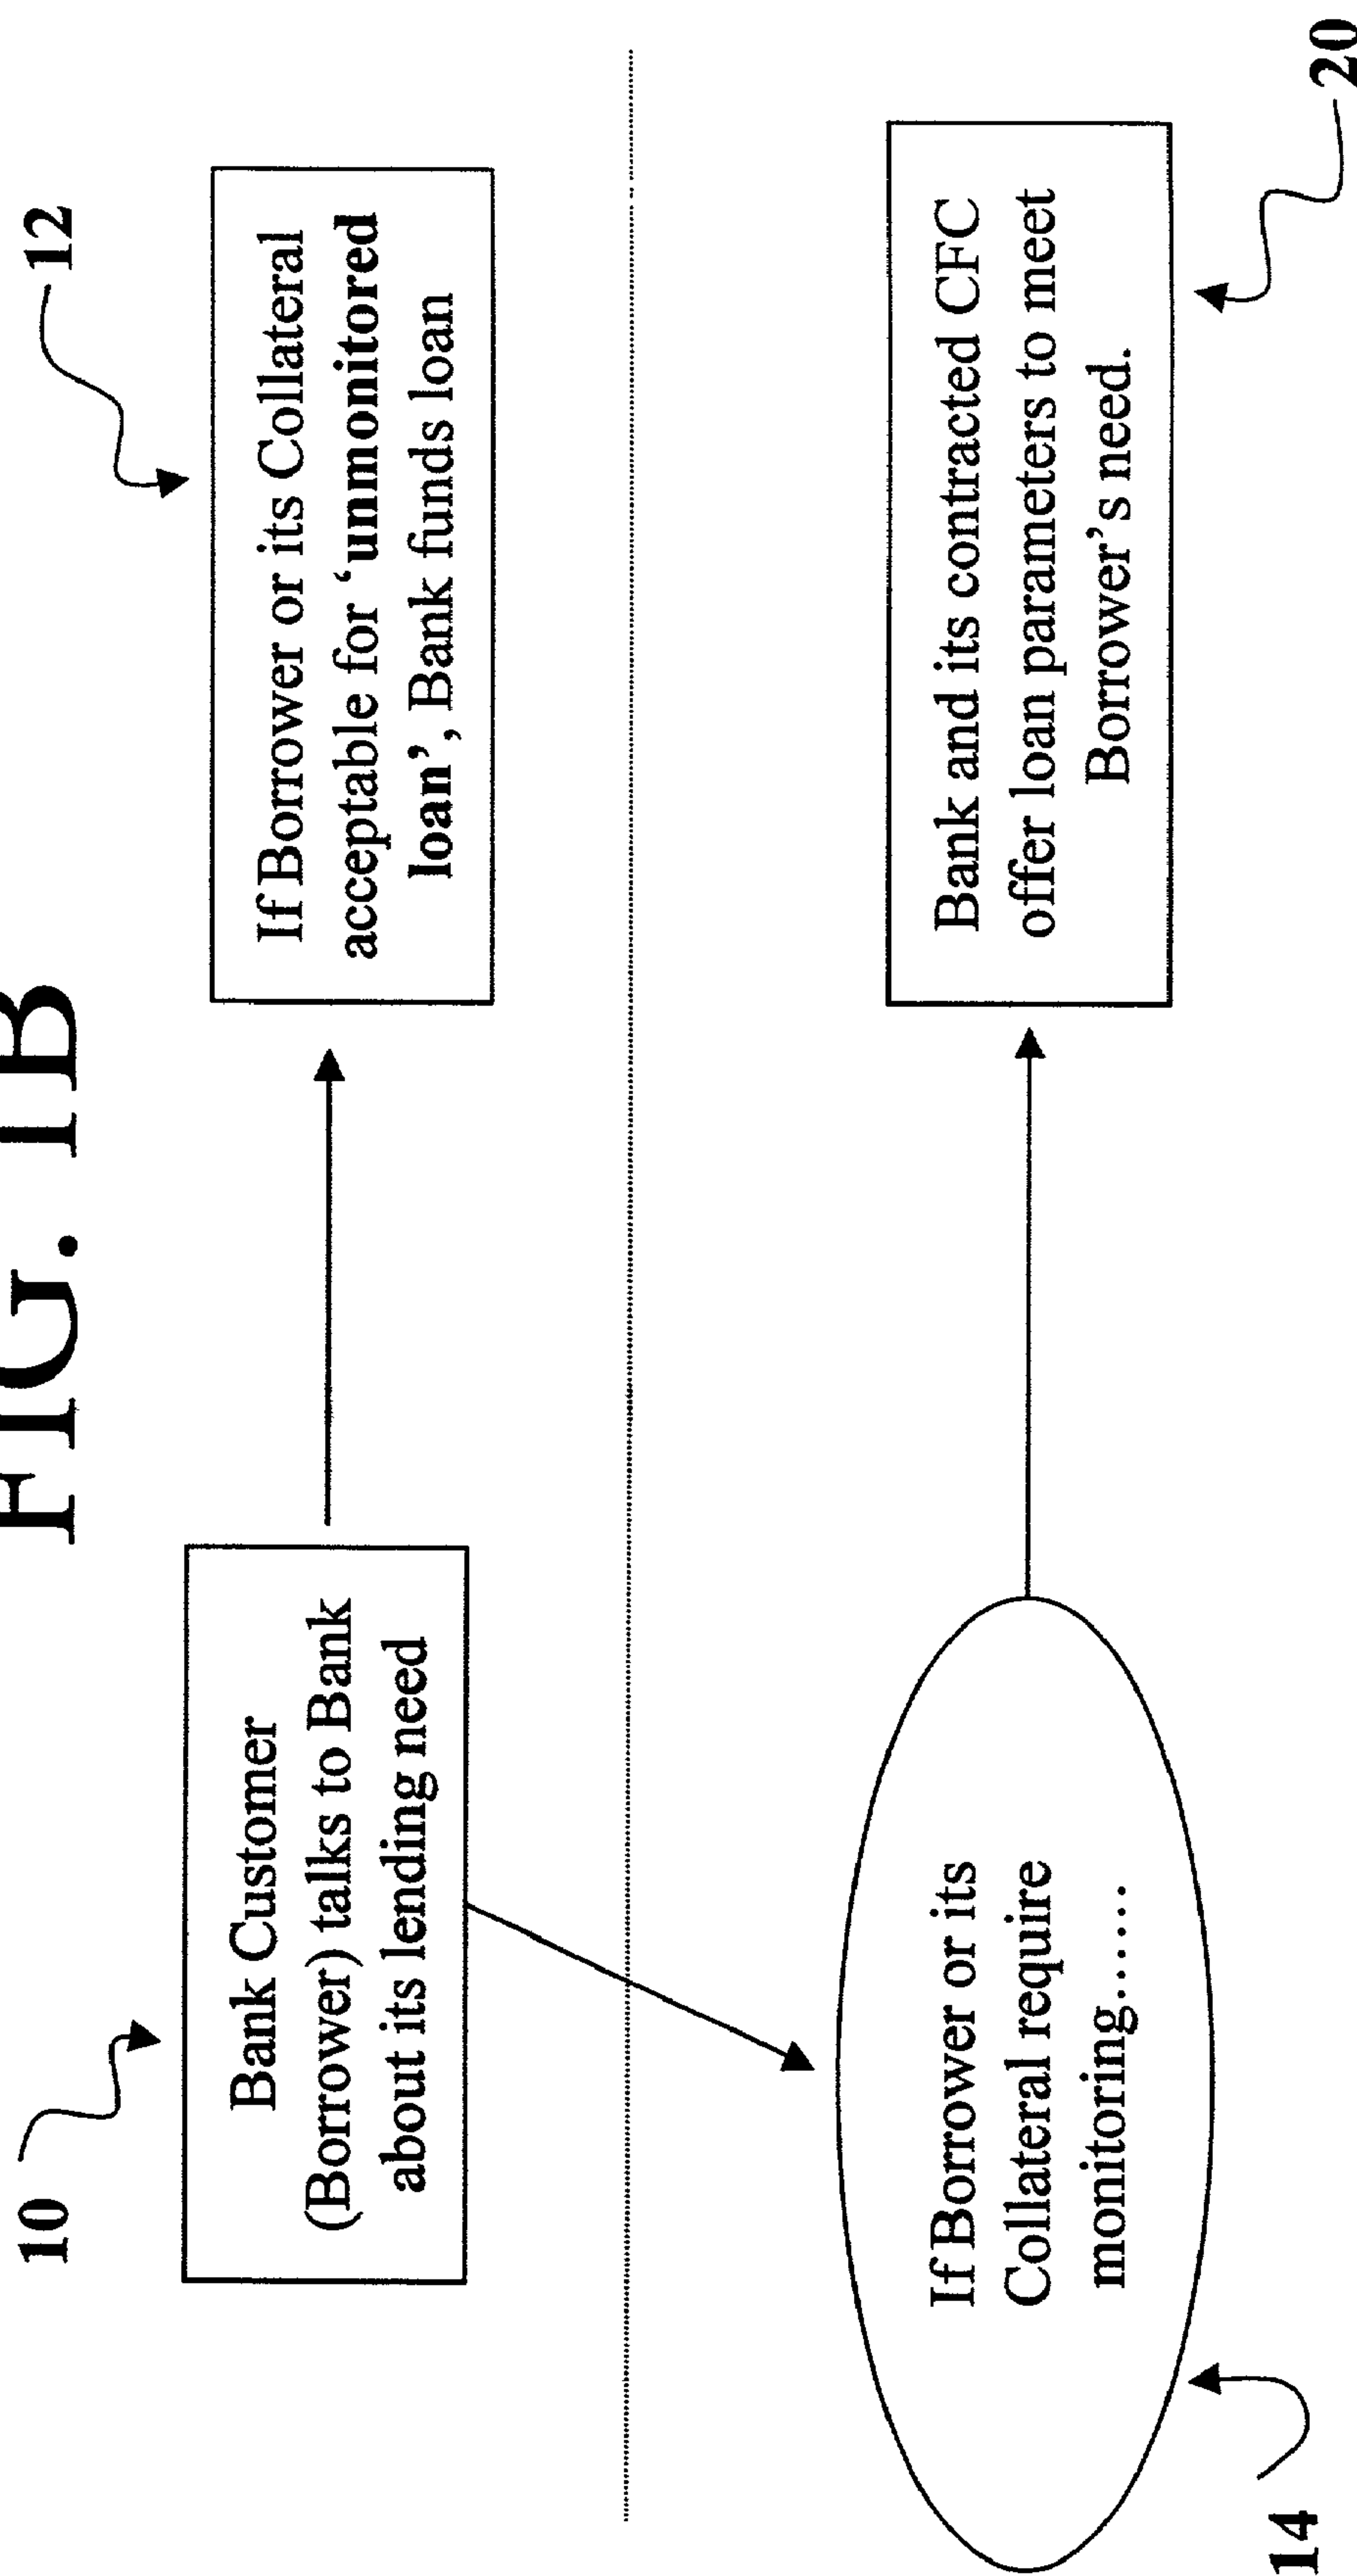 FIG. 1B
10
Bank Customer
(Borrower) talks to Bank
about its lending need
12
If Borrower or its Collateral
acceptable for ‘unmonitored
loan’, Bank funds loan
If Borrower or its
Collateral require
monitoring.......
14
Bank and its contracted CFC
offer loan parameters to meet
Borrower’s need.
20